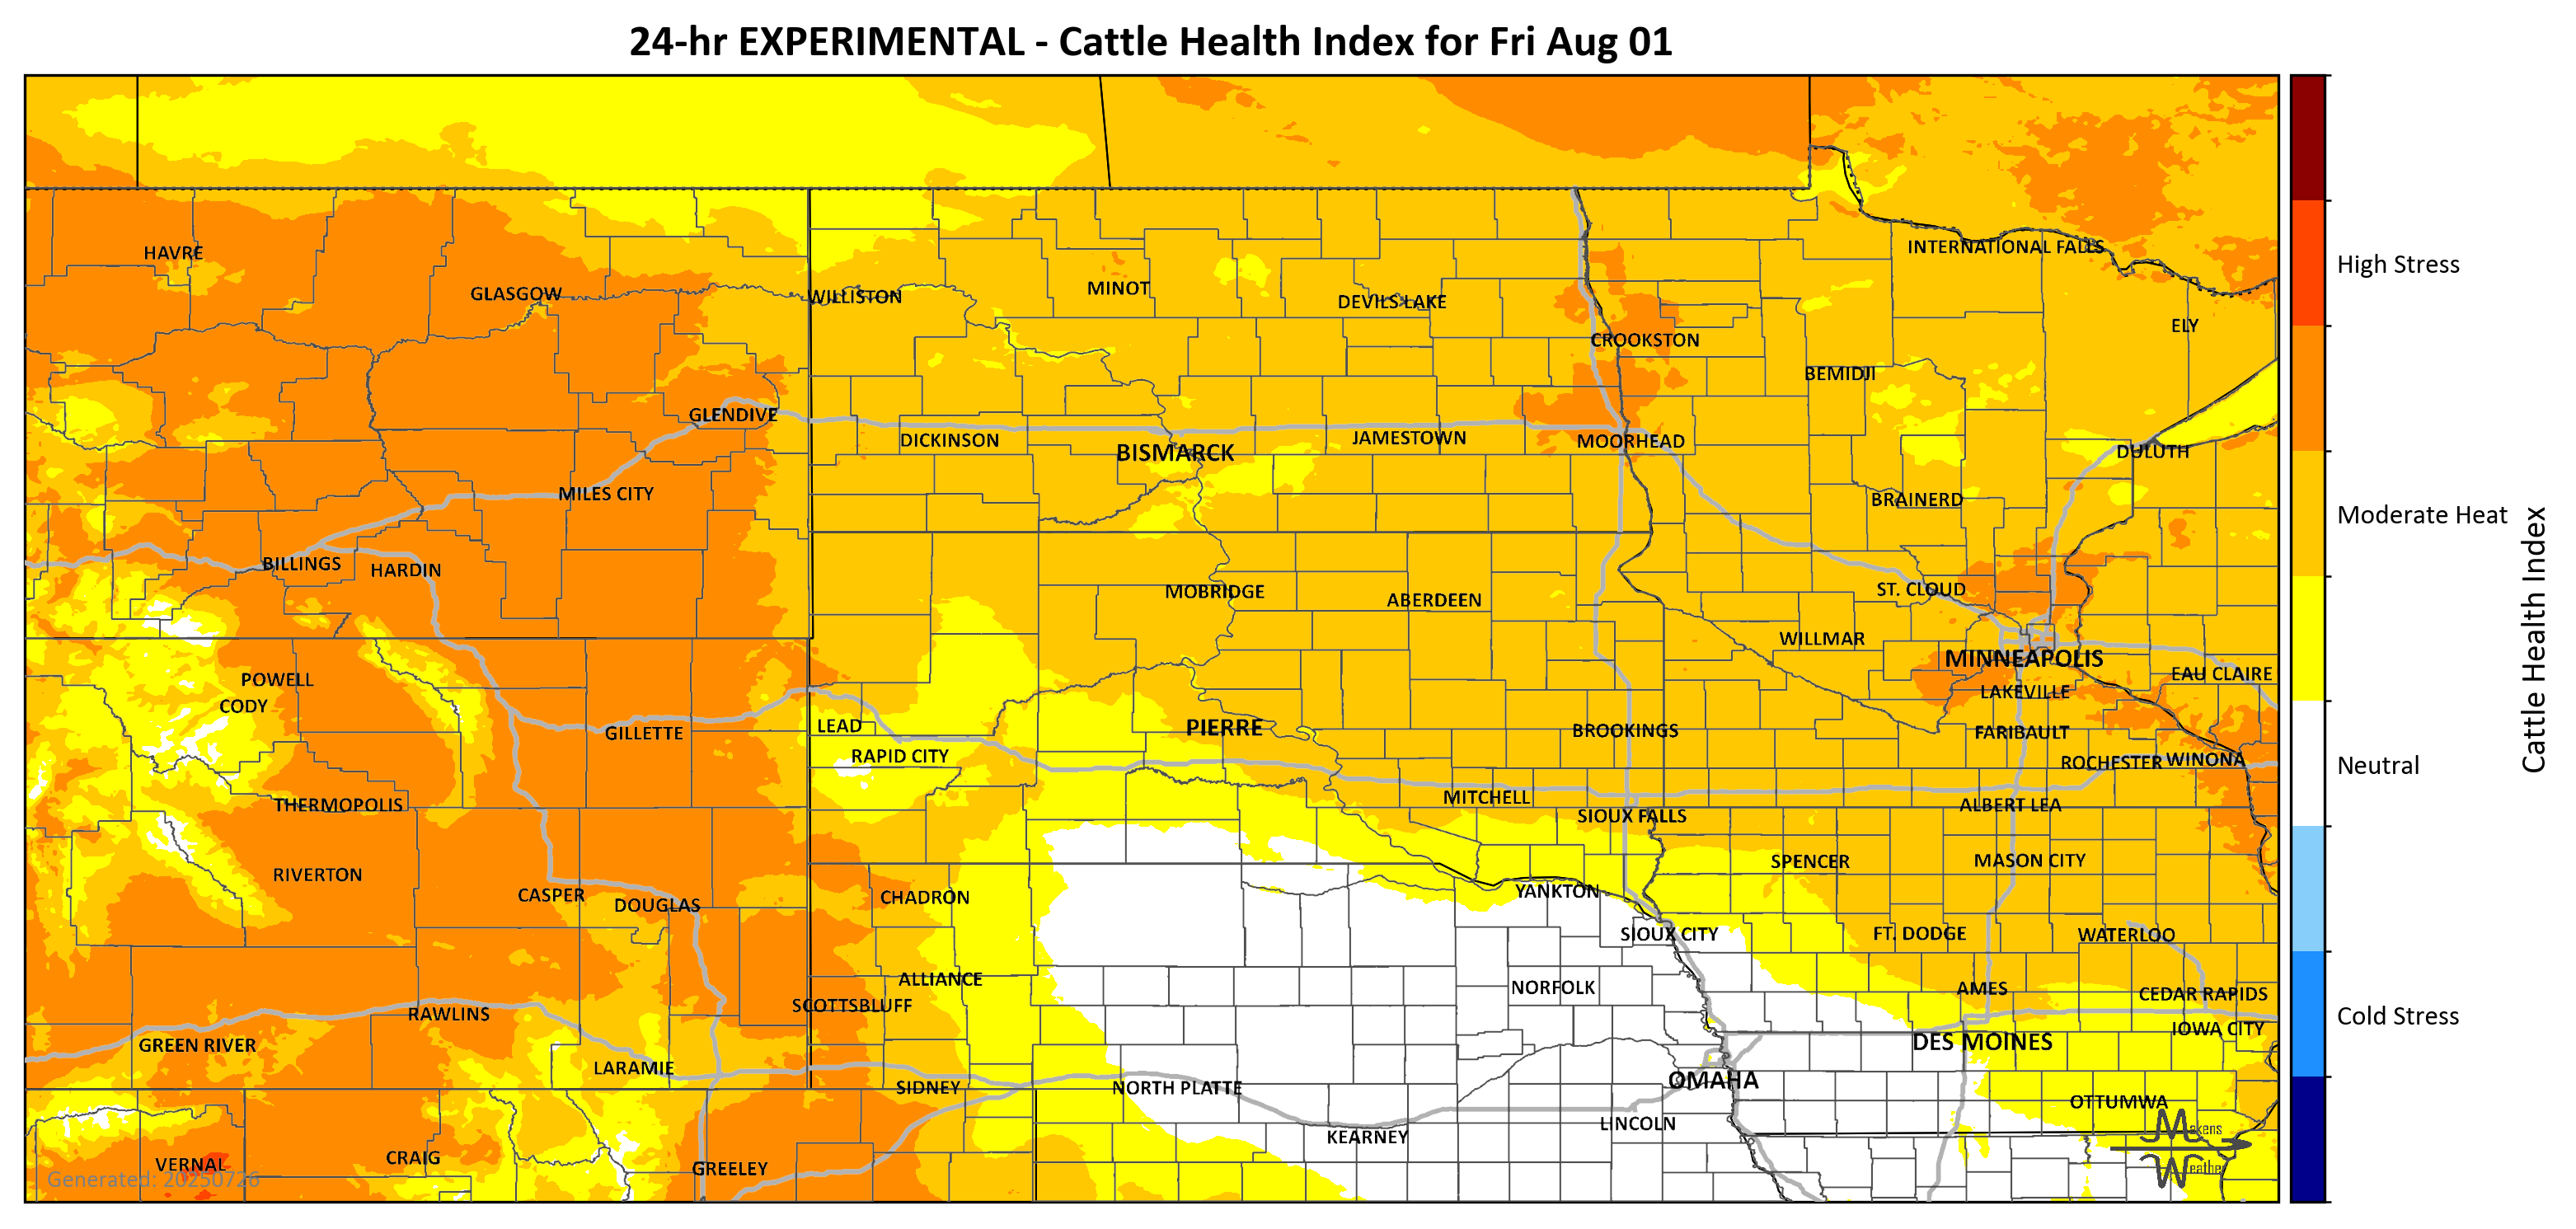 24-hr EXPERIMENTAL - Cattle Health Index for Fri Aug 01
HAVRE
INTERNATIONAL FALLS
High Stress
GLASGOW
WILLISTON
MINOT
DEVILS LAKE
ELY
CROOKSTON
BEMIDJI
GLENDIVE
DICKINSON
BISMARCK
JAMESTOWN
MOORHEAD
DULUTH
MILES CITY
BRAINERD
Moderate Heat
BILLINGS
HARDIN
MOBRIDGE
ABERDEEN
ST. CLOUD
Cattle Health Index
WILLMAR
MINNEAPOLIS
POWELL
EAU CLAIRE
CODY
LAKEVILLE
GILLETTE
LEAD
PIERRE
BROOKINGS
FARIBAULT
RAPID CITY
ROCHESTER
WINONA
Neutral
THERMOPOLIS
MITCHELL
ALBERT LEA
SIOUX FALLS
RIVERTON
SPENCER
MASON CITY
CASPER
DOUGLAS
CHADRON
YANKTON
SIOUX CITY
FT. DODGE
WATERLOO
ALLIANCE
NORFOLK
AMES
CEDAR RAPIDS
SCOTTSBLUFF
RAWLINS
Cold Stress
GREEN RIVER
DES MOINES
IOWA CITY
LARAMIE
SIDNEY
NORTH PLATTE
OMAHA
OTTUMWA
LINCOLN
KEARNEY
Makens
Weather
VERNAL
CRAIG
GREELEY
Generated: 20250726